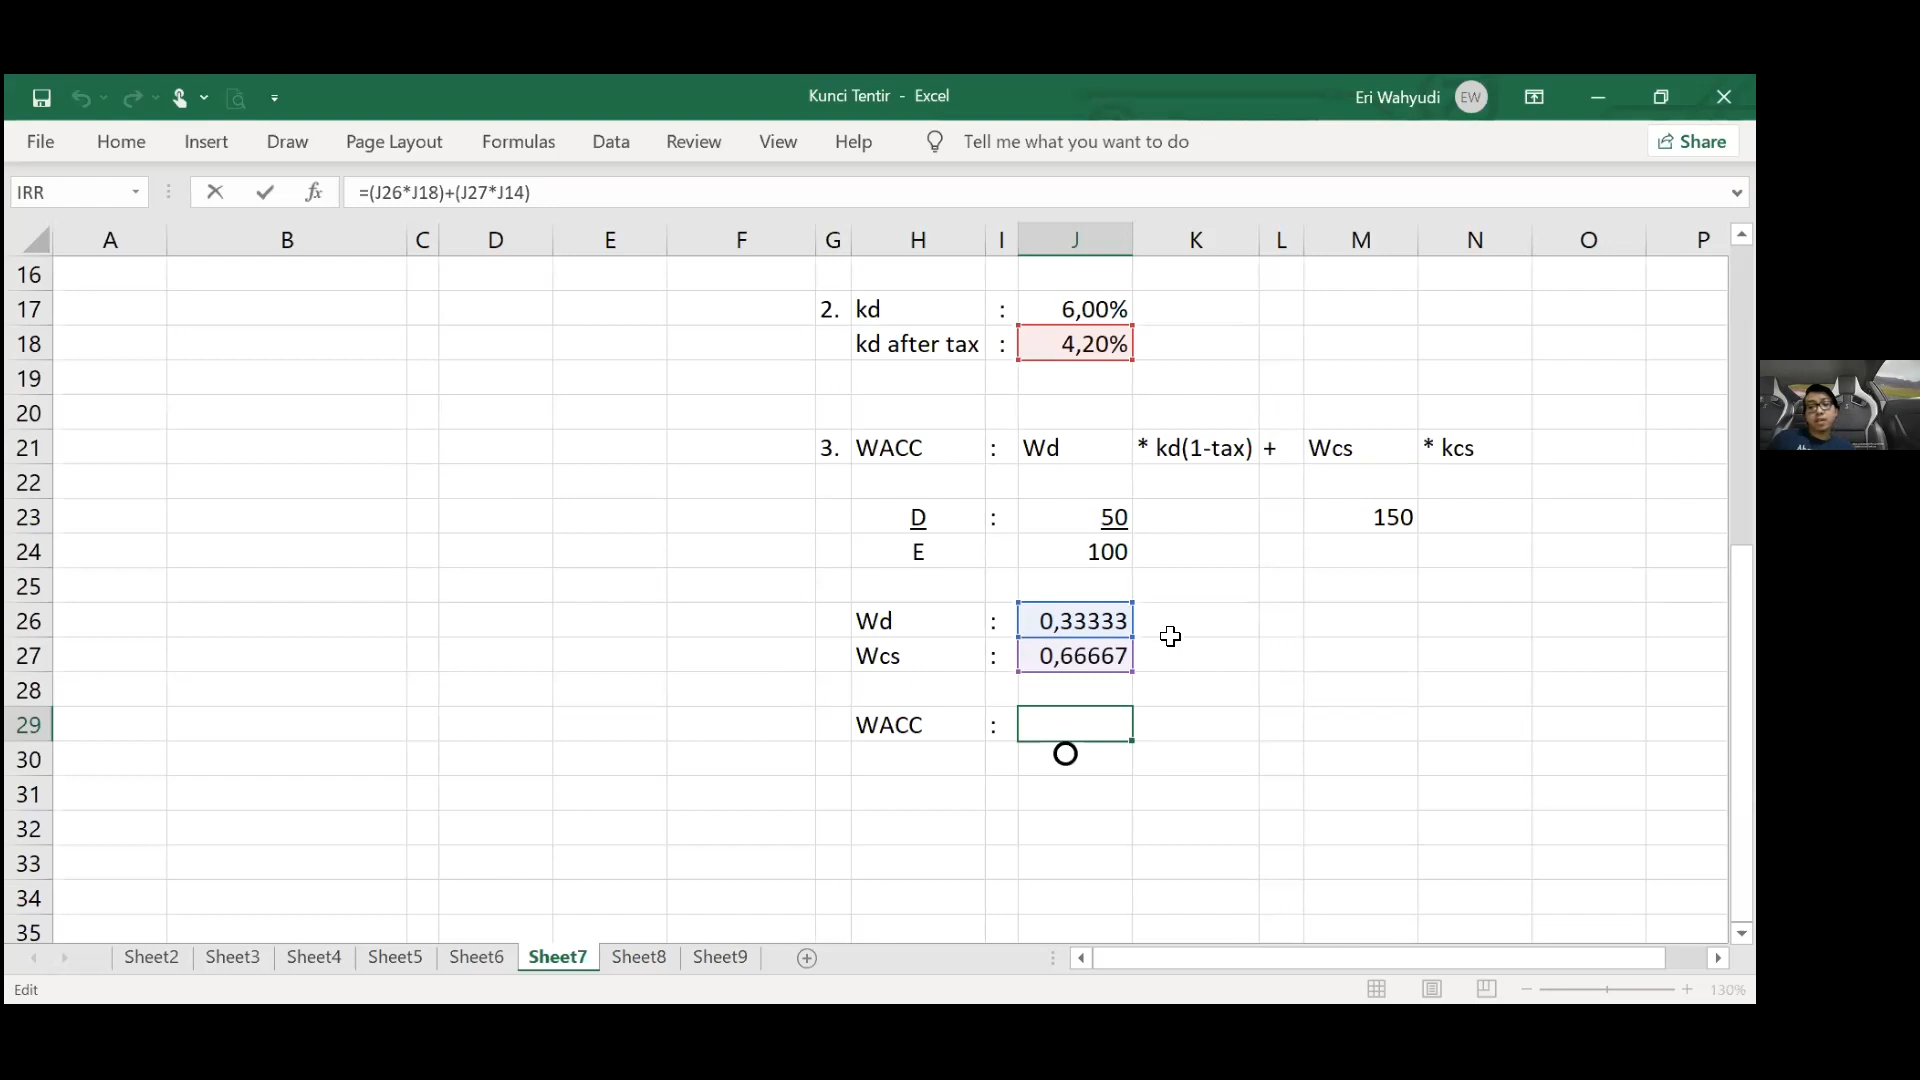 Kunci Tentir - Excel
Eri Wahyudi EW
File Home Insert Draw Page Layout Formulas Data Review View Help Tell me what you want to do Share
IRR fx =(J26*J18)+(J27*J14)
A B C D E F G H I J K L M N O P
16
17 2. kd : 6,00%
18 kd after tax : 4,20%
19
20
21 3. WACC : Wd * kd(1-tax) + Wcs * kcs
22
23 D : 50 150
24 E 100
25
26 Wd : 0,33333
27 Wcs : 0,66667
28
29 WACC :
30
31
32
33
34
35
Sheet2 Sheet3 Sheet4 Sheet5 Sheet6 Sheet7 Sheet8 Sheet9
Edit 130%